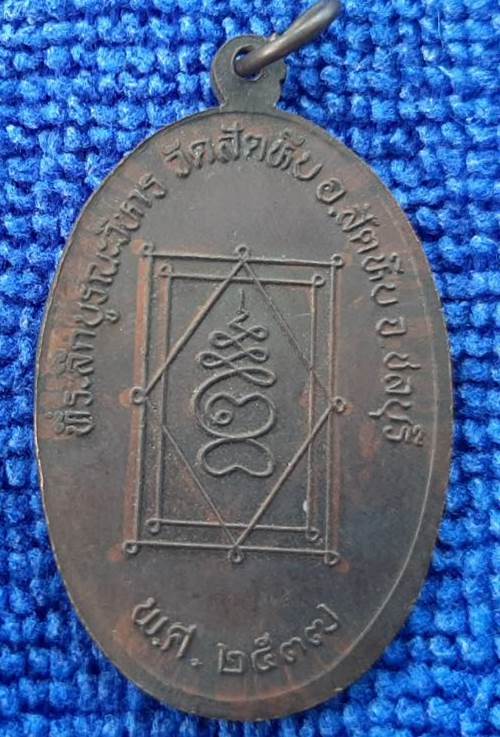 ที่ระลึกบูรณะวิหาร วัดสัตหีบ อ.สัตหีบ จ ชลบุรี
พ.ศ. ๒๕๓๗